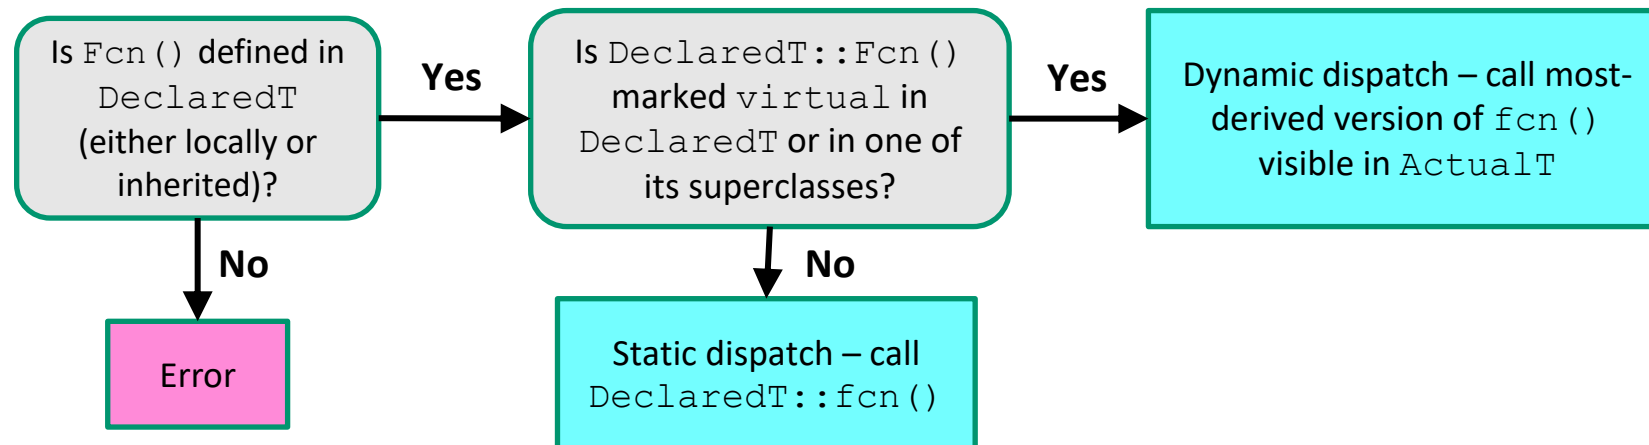 Is Fcn() defined in
DeclaredT
(either locally or
inherited)?
Yes
Is DeclaredT::Fcn()
marked virtual in
DeclaredT or in one of
its superclasses?
Yes
Dynamic dispatch – call most-
derived version of fcn()
visible in ActualT
No
Error
No
Static dispatch – call
DeclaredT::fcn()